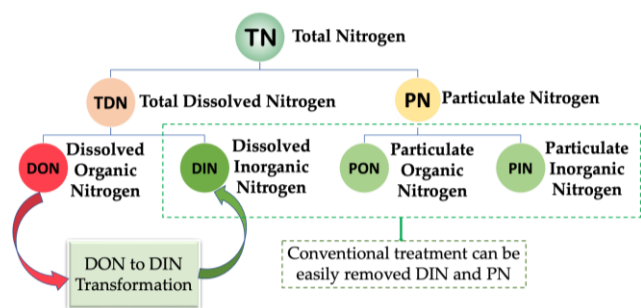 TN Total Nitrogen
TDN Total Dissolved Nitrogen
PN Particulate Nitrogen
DON Dissolved
Organic
Nitrogen
DIN Dissolved
Inorganic
Nitrogen
PON Particulate
Organic
Nitrogen
PIN Particulate
Inorganic
Nitrogen
DON to DIN
Transformation
Conventional treatment can be
easily removed DIN and PN